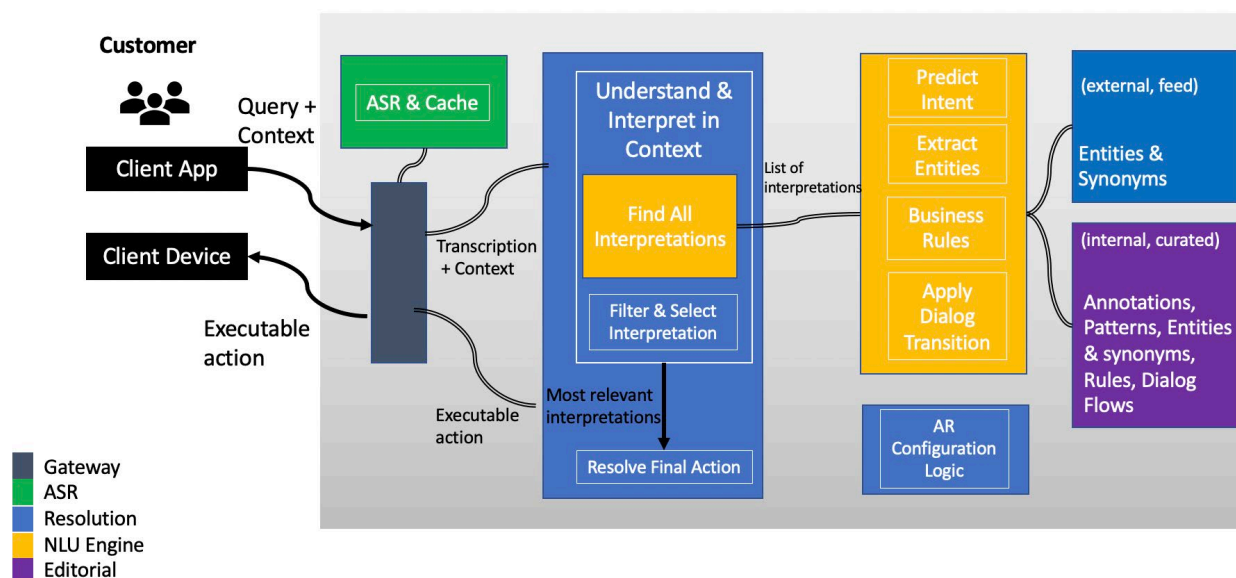 Customer
Client App
Client Device
Query +
Context
Executable
action
ASR & Cache
Transcription
+ Context
Executable
action
Understand &
Interpret in
Context
Find All
Interpretations
Filter & Select
Interpretation
Most relevant
interpretations
Resolve Final Action
List of
interpretations
Predict
Intent
Extract
Entities
Business
Rules
Apply
Dialog
Transition
AR
Configuration
Logic
(external, feed)
Entities &
Synonyms
(internal, curated)
Annotations,
Patterns, Entities
& synonyms,
Rules, Dialog
Flows
Gateway
ASR
Resolution
NLU Engine
Editorial